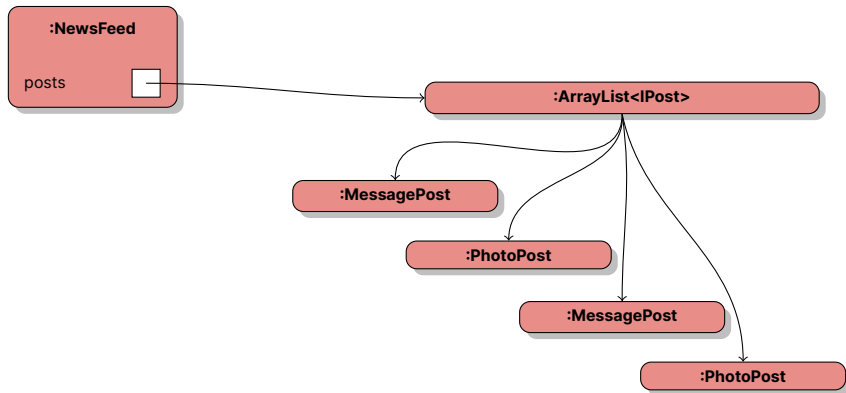 :NewsFeed
posts
:ArrayList<IPost>
:MessagePost
:PhotoPost
:MessagePost
:PhotoPost